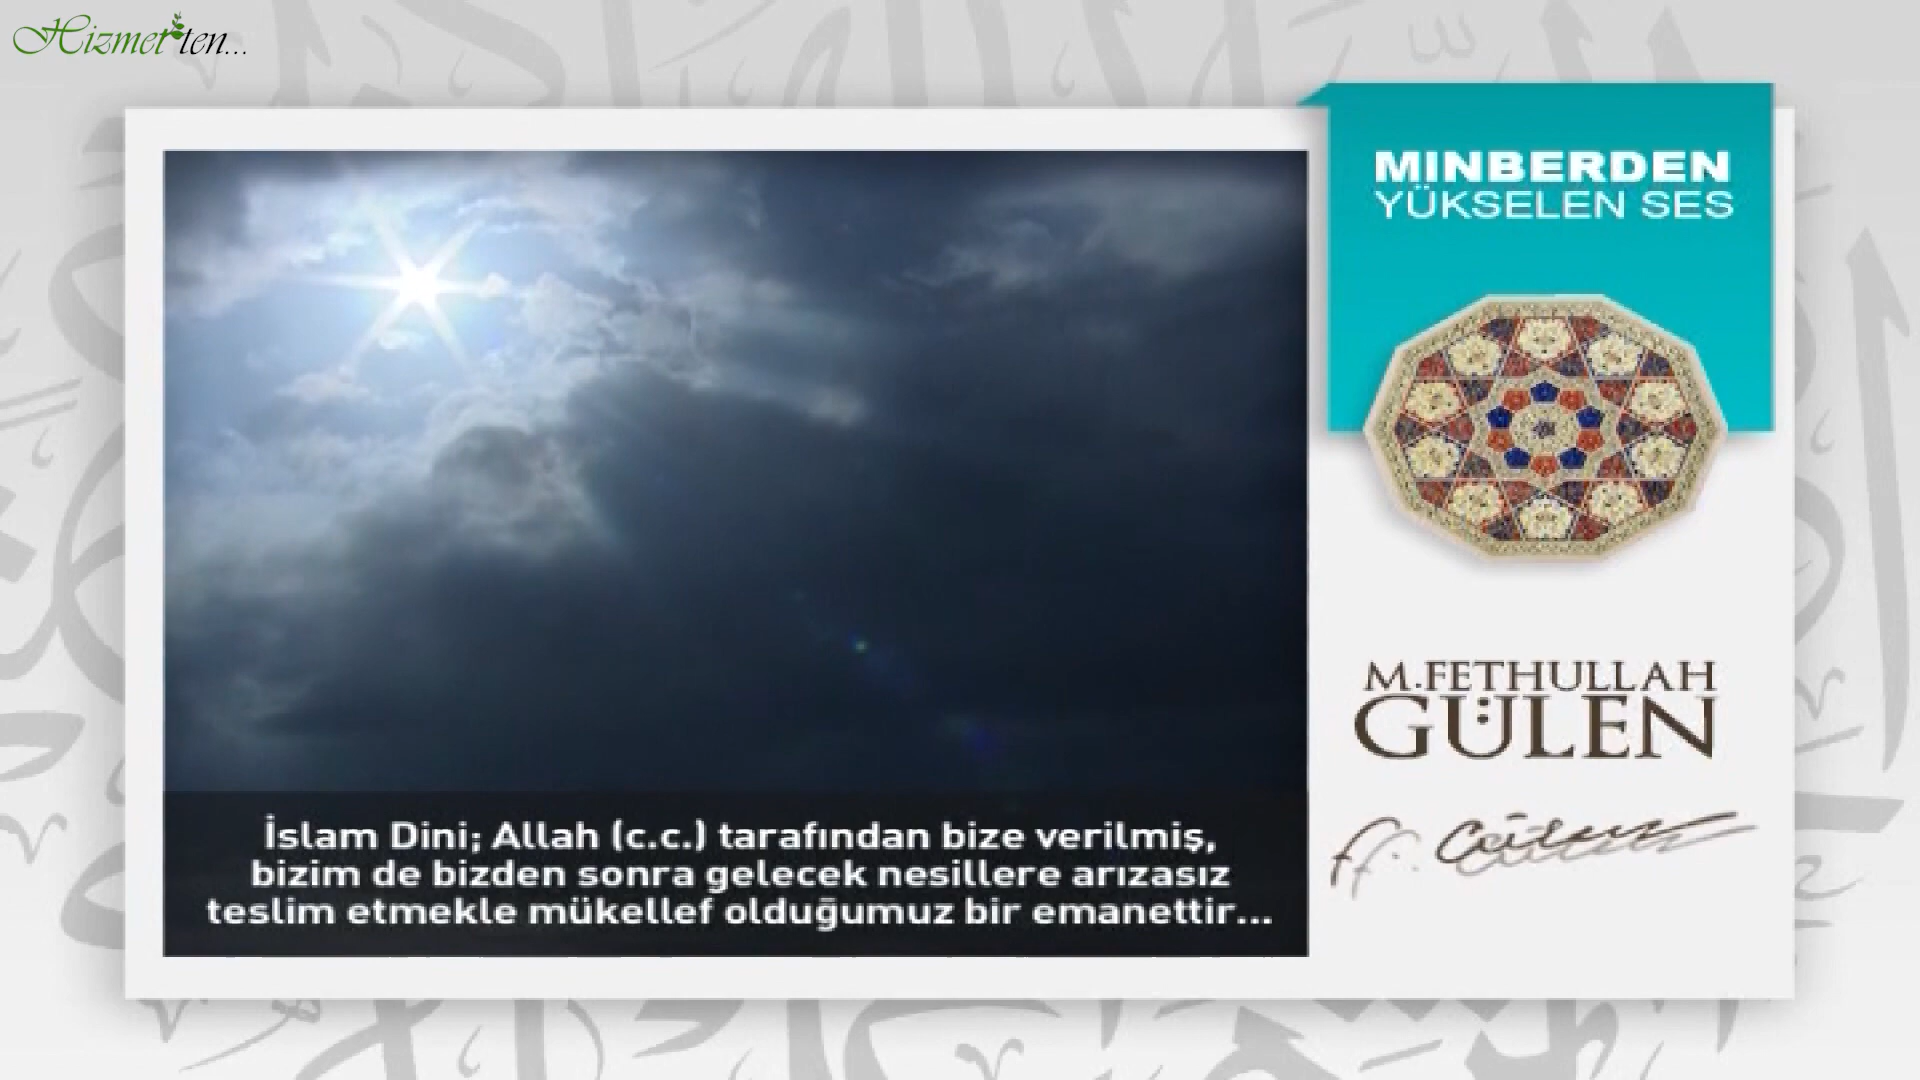 Hizmet'ten...
MINBERDEN
YÜKSELEN SES
M.FETHULLAH
GÜLEN
İslam Dini; Allah (c.c.) tarafından bize verilmiş,
bizim de bizden sonra gelecek nesillere arızasız
teslim etmekle mükellef olduğumuz bir emanettir...